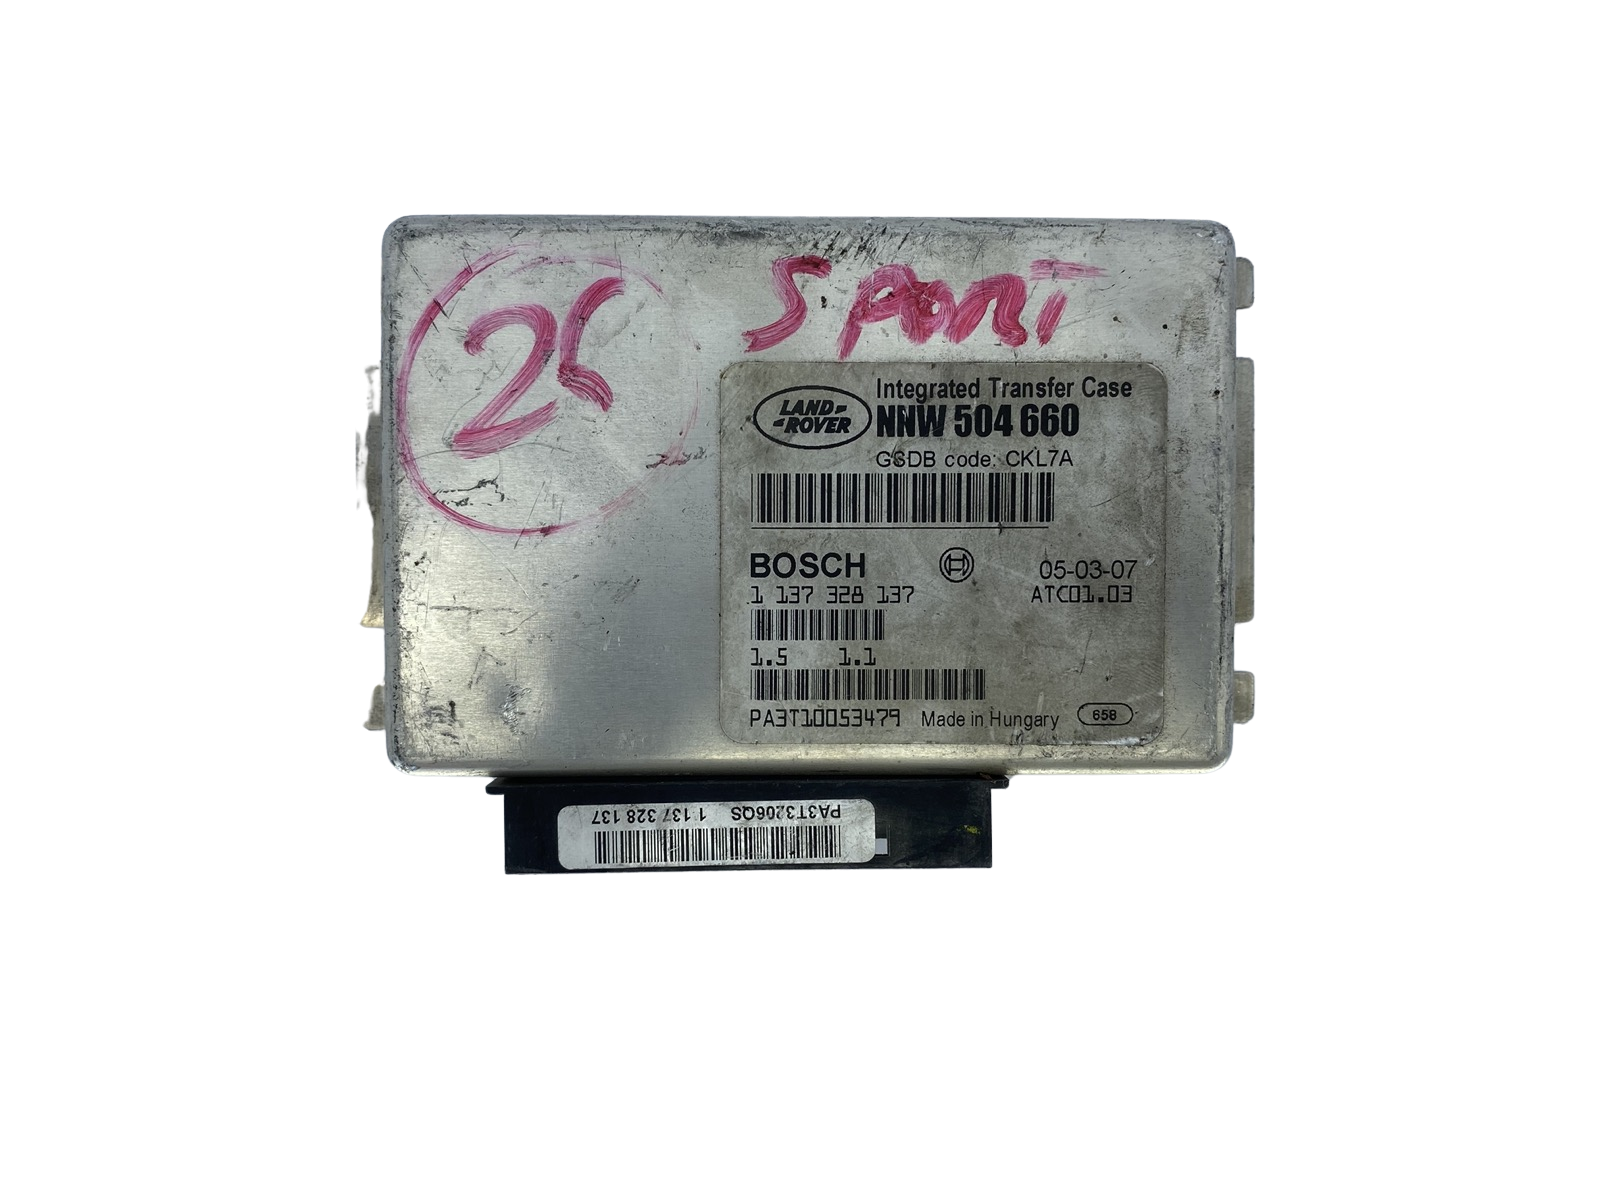 25
SPORT
LAND
ROVER
Integrated Transfer Case
NNW 504 660
GSDB code: CKL7A
BOSCH
05-03-07
1 137 328 137
ATC01.03
1.5 1.1
PA3T10053479 Made in Hungary 658
PA3T3206QS 1 137 328 137